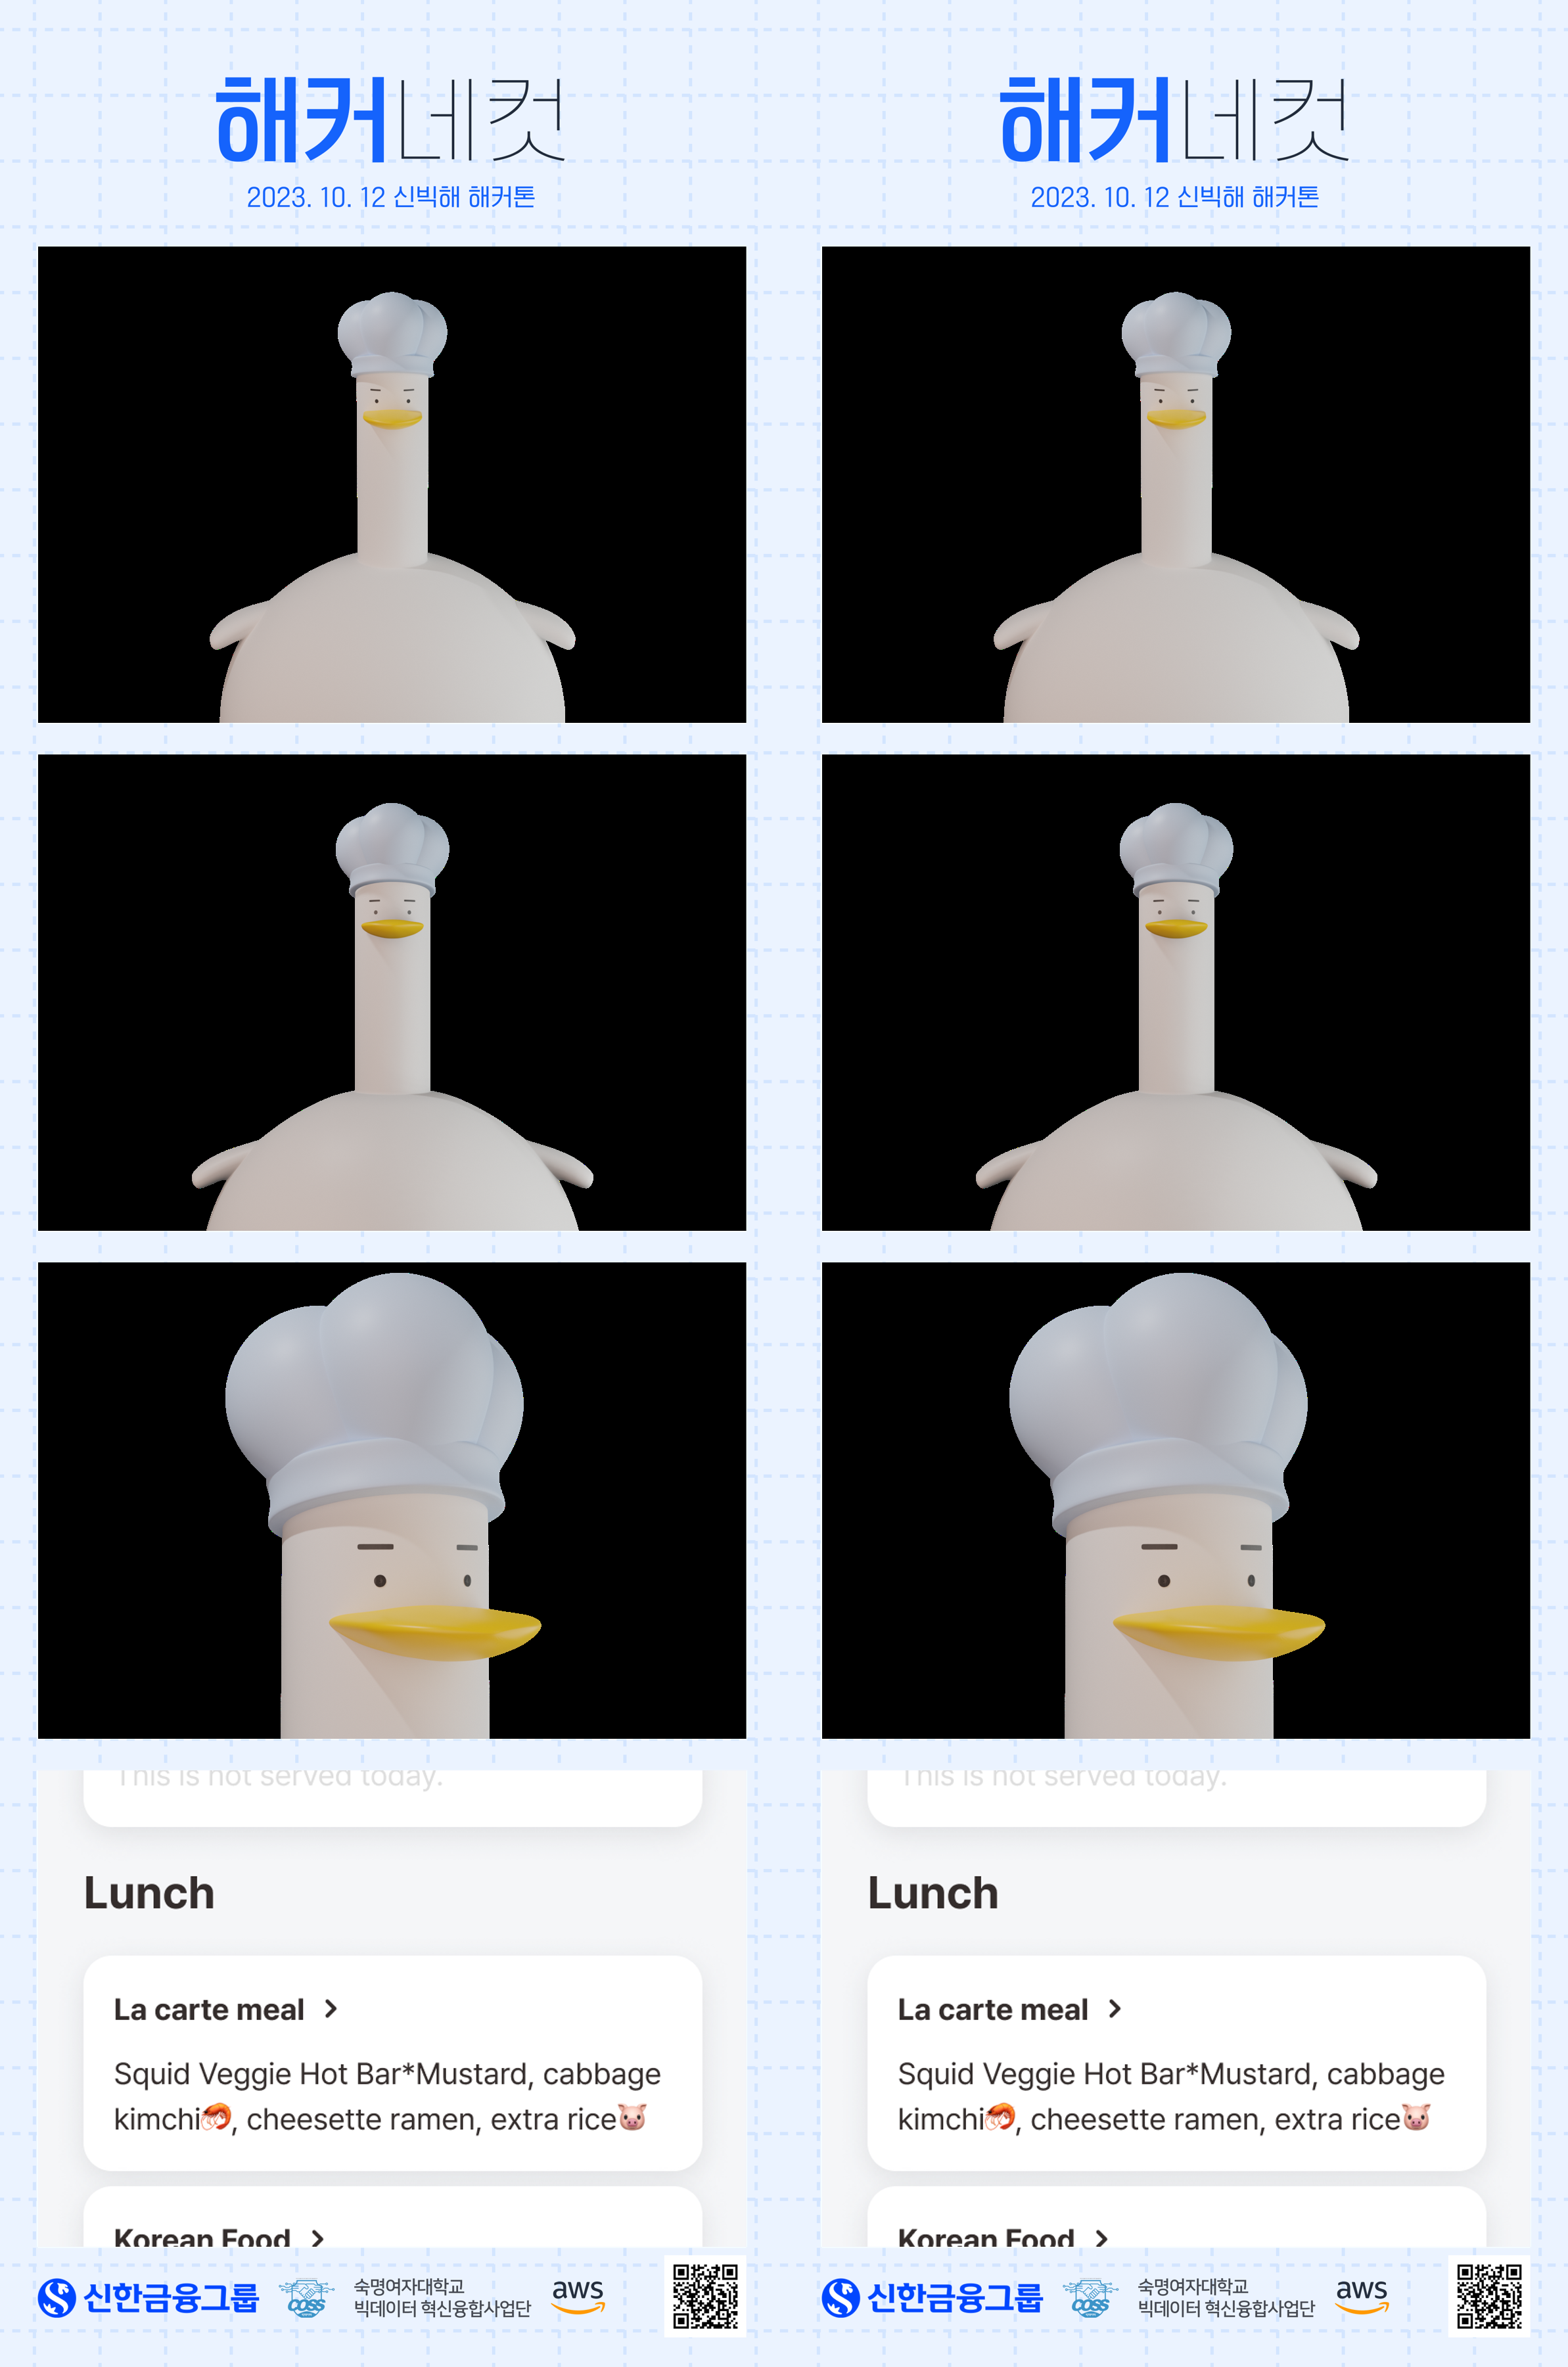 해커네컷
2023. 10. 12 신빅해 해커톤
This is not served today.
Lunch
La carte meal >
Squid Veggie Hot Bar*Mustard, cabbage
kimchi🦐, cheesette ramen, extra rice🐷
Korean Food >
신한금융그룹
COSS
숙명여자대학교
빅데이터 혁신융합사업단
aws
해커네컷
2023. 10. 12 신빅해 해커톤
This is not served today.
Lunch
La carte meal >
Squid Veggie Hot Bar*Mustard, cabbage
kimchi🦐, cheesette ramen, extra rice🐷
Korean Food >
신한금융그룹
COSS
숙명여자대학교
빅데이터 혁신융합사업단
aws